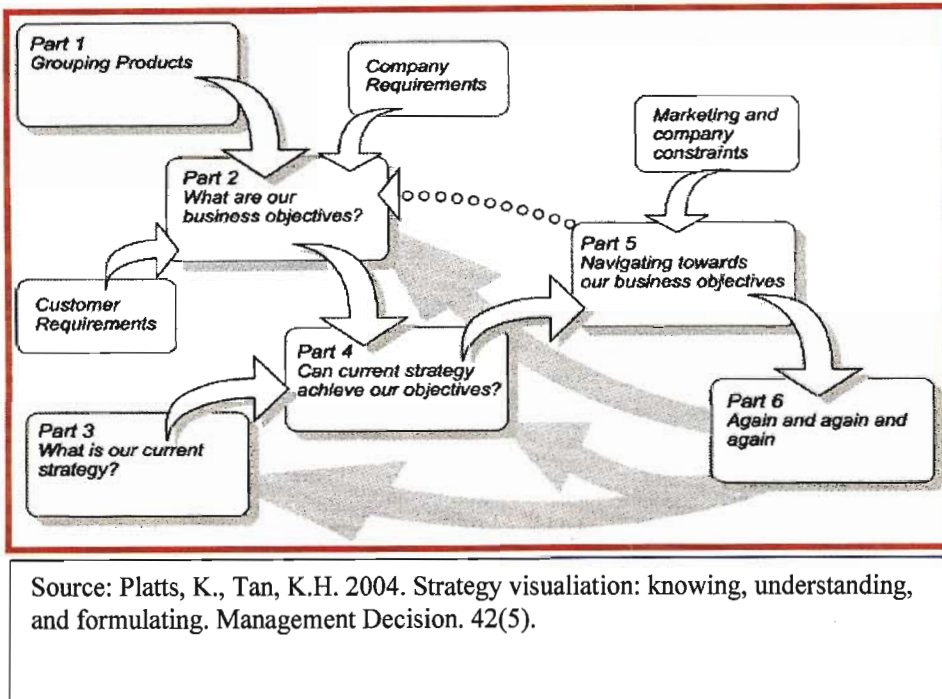 Part 1
Grouping Products
Company
Requirements
Marketing and
company
constraints
Part 2
What are our
business objectives?
Part 5
Navigating towards
our business objectives
Customer
Requirements
Part 4
Can current strategy
achieve our objectives?
Part 6
Again and again and
again
Part 3
What is our current
strategy?
Source: Platts, K., Tan, K.H. 2004. Strategy visualiation: knowing, understanding,
and formulating. Management Decision. 42(5).